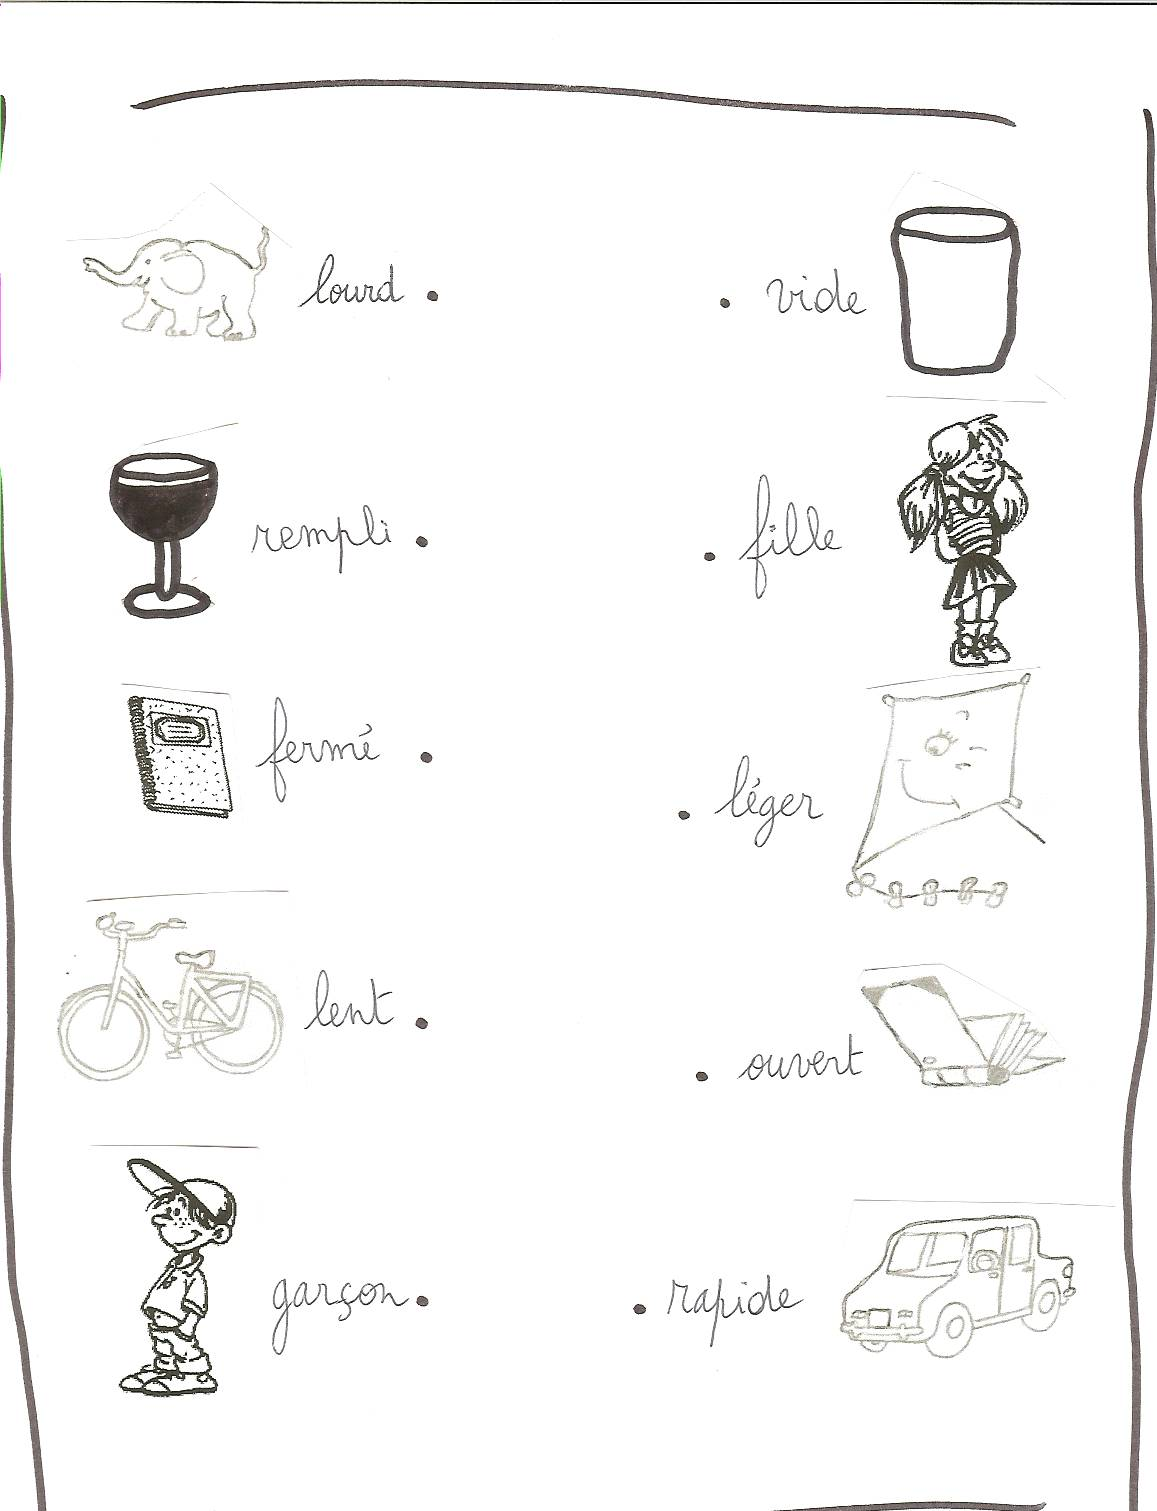 lourd
vide
rempli
fille
fermé
léger
lent
ouvert
garçon
rapide